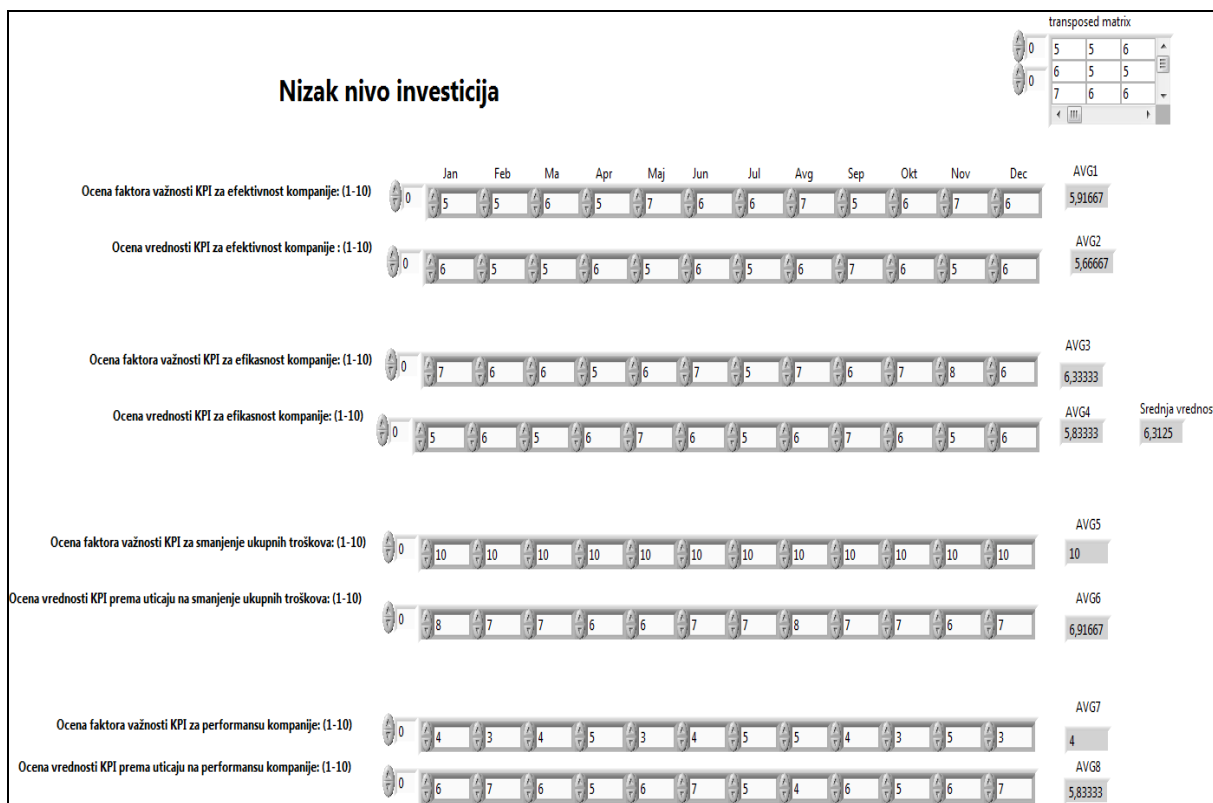 transposed matrix
0 5 5 6
6 5 5
0 7 6 6
Nizak nivo investicija
Jan Feb Ma Apr Maj Jun Jul Avg Sep Okt Nov Dec AVG1
Ocena faktora važnosti KPI za efektivnost kompanije: (1-10) 0 5 5 6 5 7 6 6 7 5 6 7 6 5,91667
AVG2
Ocena vrednosti KPI za efektivnost kompanije : (1-10) 0 6 5 5 6 5 6 5 6 7 6 5 6 5,66667
AVG3
Ocena faktora važnosti KPI za efikasnost kompanije: (1-10) 0 7 6 6 5 6 7 5 7 6 7 8 6 6,33333
AVG4 Srednja vrednos
Ocena vrednosti KPI za efikasnost kompanije: (1-10) 0 5 6 5 6 7 6 5 6 7 6 5 6 5,83333 6,3125
AVG5
Ocena faktora važnosti KPI za smanjenje ukupnih troškova: (1-10) 0 10 10 10 10 10 10 10 10 10 10 10 10 10
AVG6
Ocena vrednosti KPI prema uticaju na smanjenje ukupnih troškova: (1-10) 0 8 7 7 6 6 7 7 8 7 7 6 7 6,91667
AVG7
Ocena faktora važnosti KPI za performansu kompanije: (1-10) 0 4 3 4 5 3 4 5 5 4 3 5 3 4
AVG8
Ocena vrednosti KPI prema uticaju na performansu kompanije: (1-10) 0 6 7 6 5 6 7 5 4 6 5 6 7 5,83333